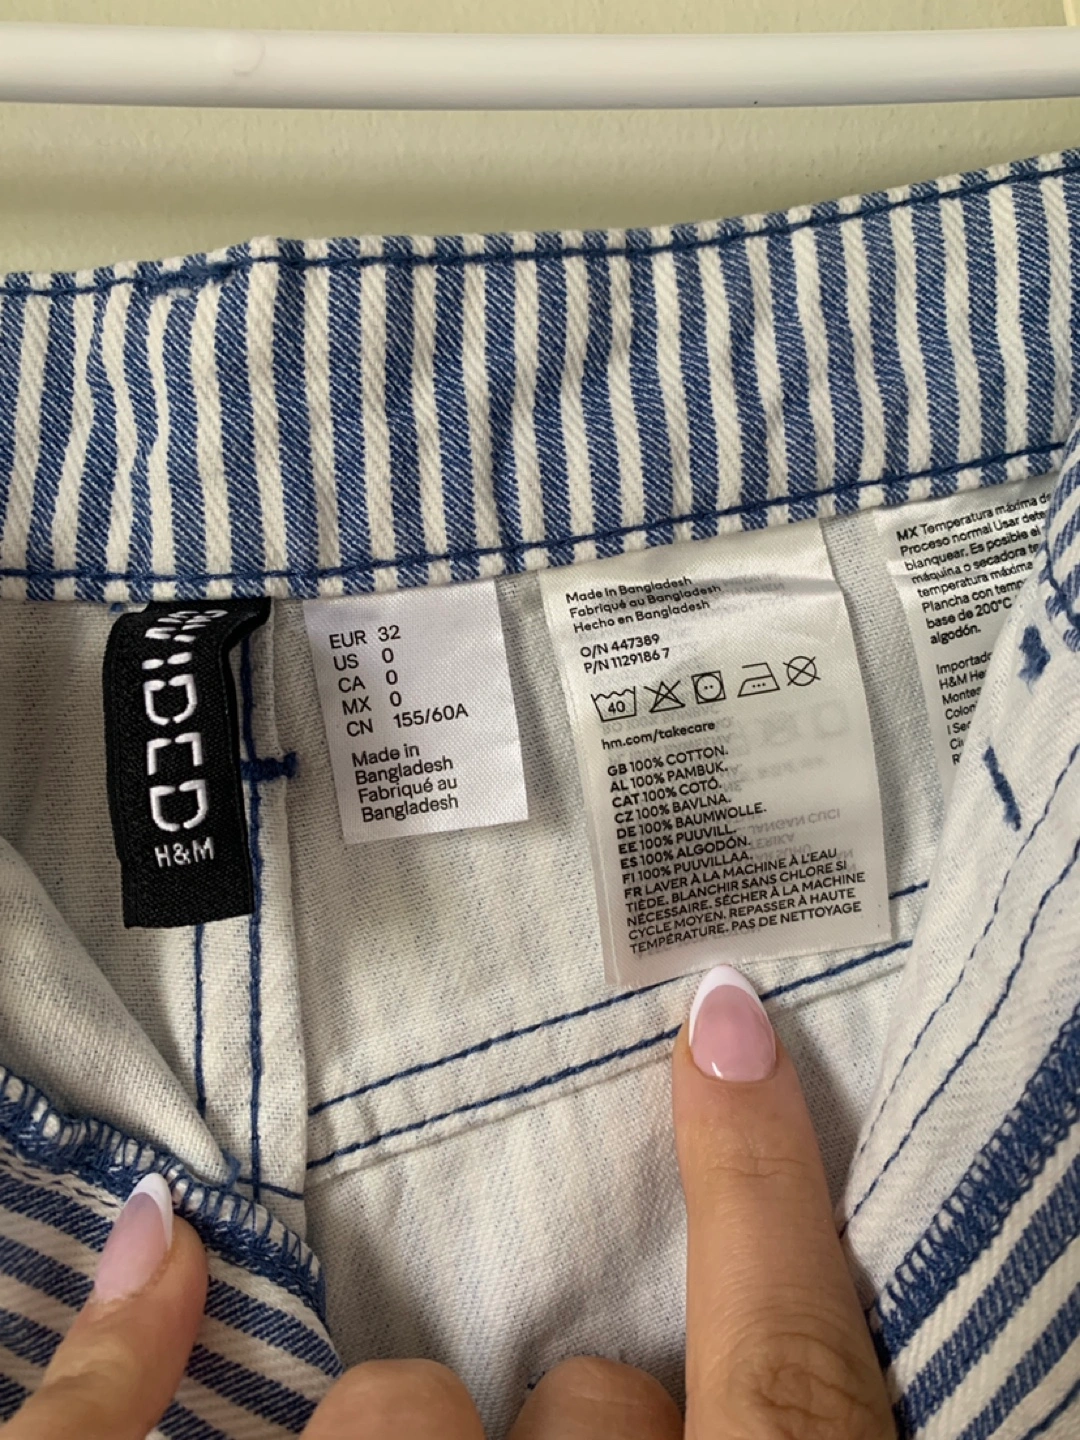 DIVIDED
H&M
EUR 32
US 0
CA 0
MX 0
CN 155/60A
Made in
Bangladesh
Fabriqué au
Bangladesh
Made in Bangladesh
Fabriqué au Bangladesh
Hecho en Bangladesh
O/N 447389
P/N 1129186 7
40
hm.com/takecare
GB 100% COTTON.
AL 100% PAMBUK.
CAT 100% COTÓ.
CZ 100% BAVLNA.
DE 100% BAUMWOLLE.
EE 100% PUUVILL.
ES 100% ALGODÓN.
FI 100% PUUVILLAA.
FR LAVER À LA MACHINE À L'EAU
TIÈDE. BLANCHIR SANS CHLORE SI
NÉCESSAIRE. SÉCHER À LA MACHINE
CYCLE MOYEN. REPASSER À HAUTE
TEMPÉRATURE. PAS DE NETTOYAGE
MX Temperatura máxima de
Proceso normal Usar
blanquear. Es posible
máquina o secadora
temperatura máxima
Plancha con
base de 200°C
algodón.
H&M